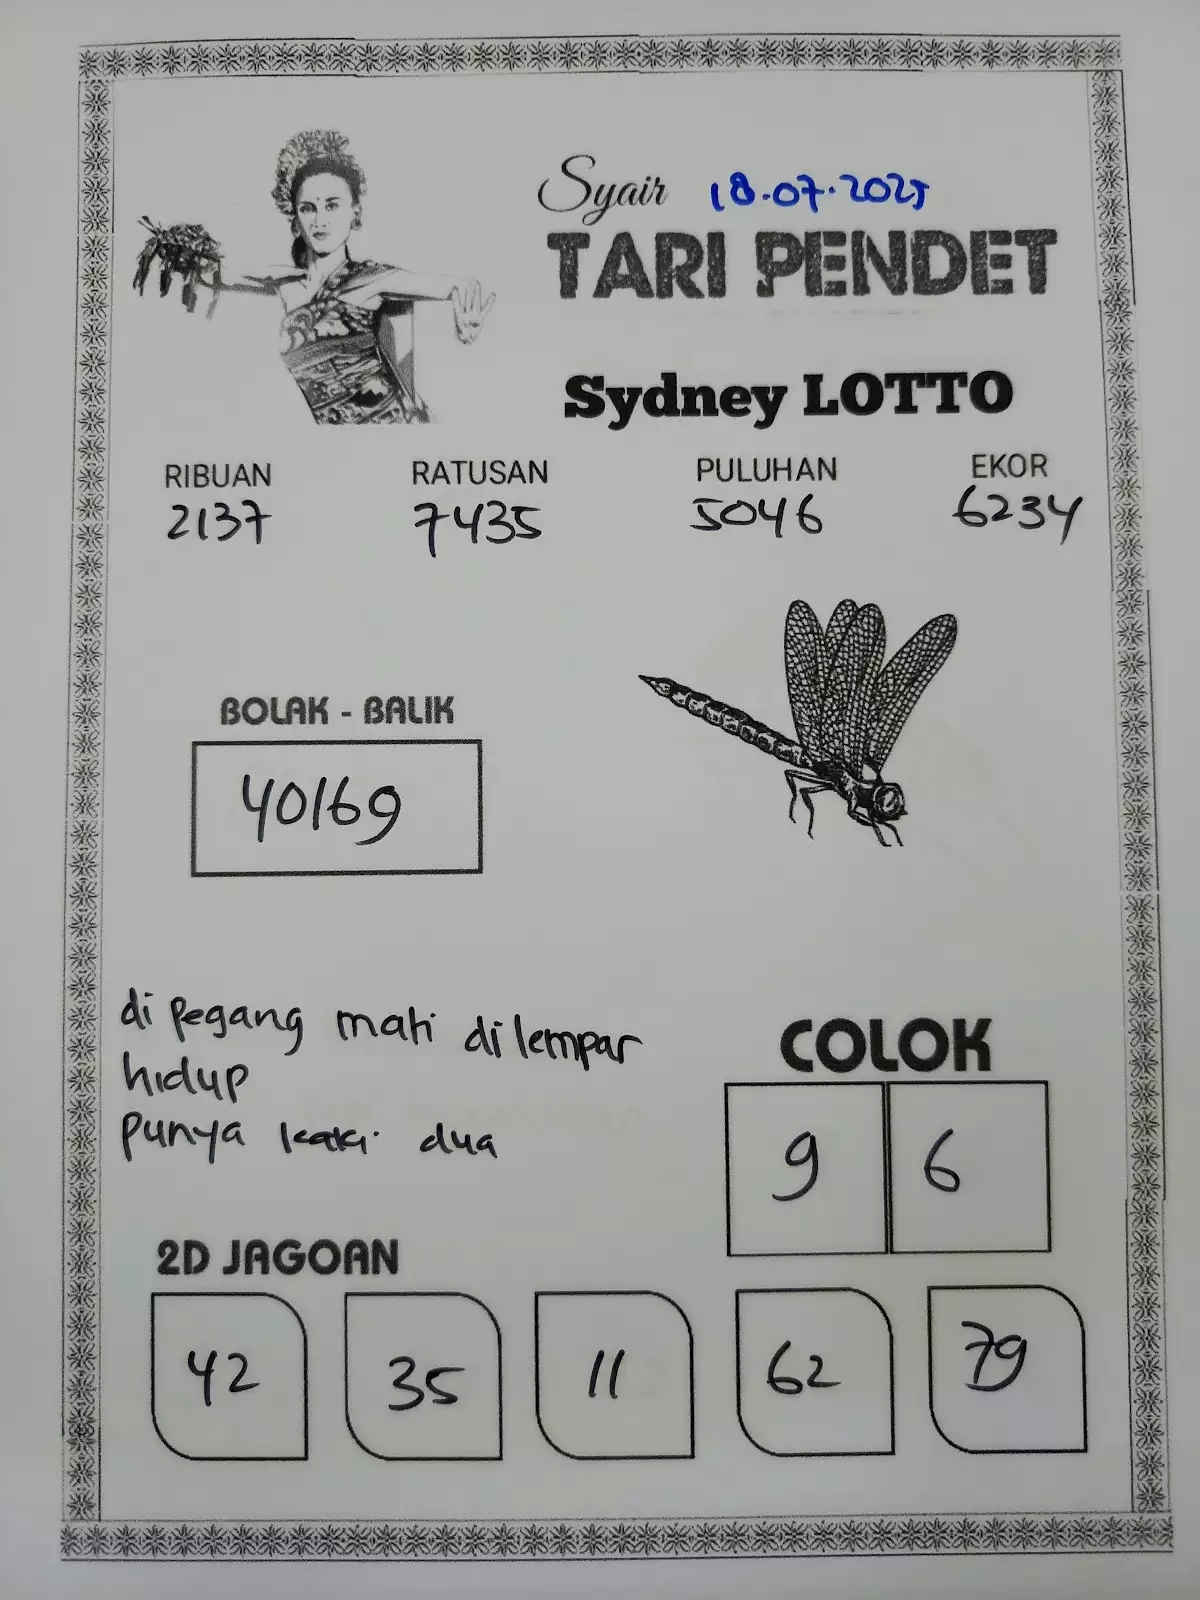 Syair 18.07.2025
TARI PENDET
Sydney LOTTO
RIBUAN RATUSAN PULUHAN EKOR
2137 7435 5046 6234
BOLAK - BALIK
40169
di pegang mati di lempar
hidup
punya kaki dua
COLOK
9 6
2D JAGOAN
42 35 11 62 79